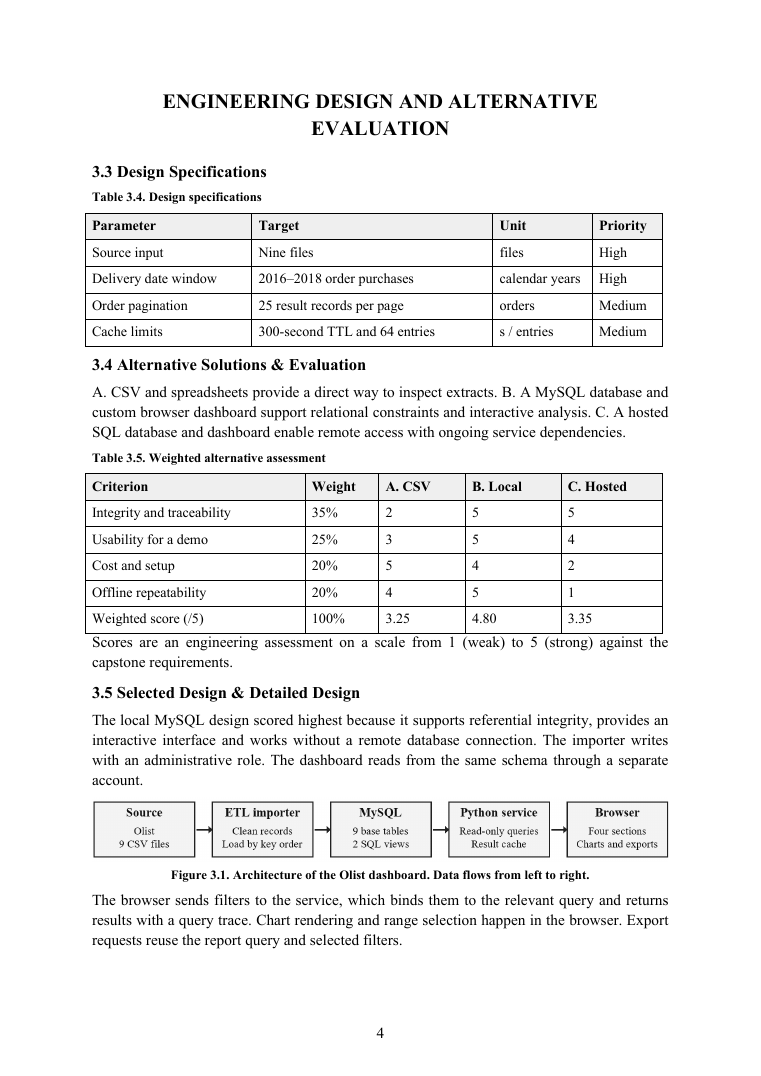 ENGINEERING DESIGN AND ALTERNATIVE
EVALUATION
3.3 Design Specifications
Table 3.4. Design specifications
Parameter Target Unit Priority
Source input Nine files files High
Delivery date window 2016–2018 order purchases calendar years High
Order pagination 25 result records per page orders Medium
Cache limits 300-second TTL and 64 entries s / entries Medium
3.4 Alternative Solutions & Evaluation
A. CSV and spreadsheets provide a direct way to inspect extracts. B. A MySQL database and
custom browser dashboard support relational constraints and interactive analysis. C. A hosted
SQL database and dashboard enable remote access with ongoing service dependencies.
Table 3.5. Weighted alternative assessment
Criterion Weight A. CSV B. Local C. Hosted
Integrity and traceability 35% 2 5 5
Usability for a demo 25% 3 5 4
Cost and setup 20% 5 4 2
Offline repeatability 20% 4 5 1
Weighted score (/5) 100% 3.25 4.80 3.35
Scores are an engineering assessment on a scale from 1 (weak) to 5 (strong) against the
capstone requirements.
3.5 Selected Design & Detailed Design
The local MySQL design scored highest because it supports referential integrity, provides an
interactive interface and works without a remote database connection. The importer writes
with an administrative role. The dashboard reads from the same schema through a separate
account.
Source ETL importer MySQL Python service Browser
Olist Clean records 9 base tables Read-only queries Four sections
9 CSV files Load by key order 2 SQL views Result cache Charts and exports
Figure 3.1. Architecture of the Olist dashboard. Data flows from left to right.
The browser sends filters to the service, which binds them to the relevant query and returns
results with a query trace. Chart rendering and range selection happen in the browser. Export
requests reuse the report query and selected filters.
4